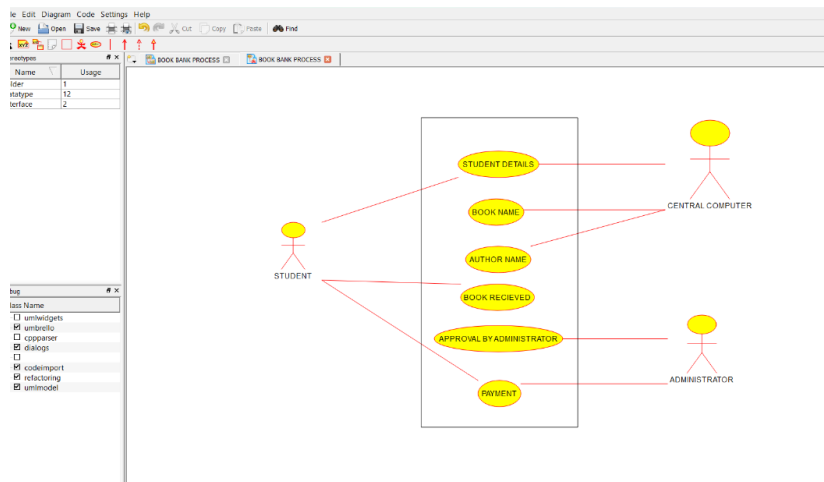 le Edit Diagram Code Settings Help
New Open Save Cut Copy Paste Find
XYZ
ereotypes
BOOK BANK PROCESS BOOK BANK PROCESS
Name Usage
lder 1
atatype 12
terface 2
STUDENT DETAILS
BOOK NAME
CENTRAL COMPUTER
AUTHOR NAME
STUDENT
BOOK RECIEVED
APPROVAL BY ADMINISTRATOR
ADMINISTRATOR
PAYMENT
bug
lass Name
umlwidgets
umbrello
cppparser
dialogs
codeimport
refactoring
umlmodel